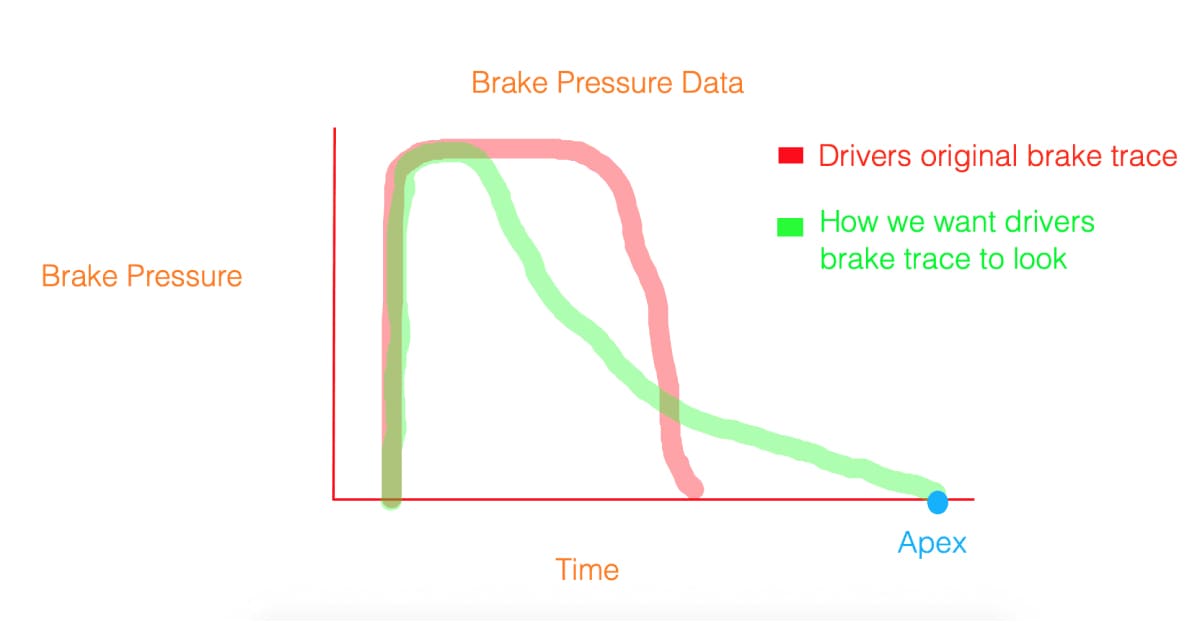 Brake Pressure Data
Drivers original brake trace
How we want drivers
brake trace to look
Brake Pressure
Apex
Time